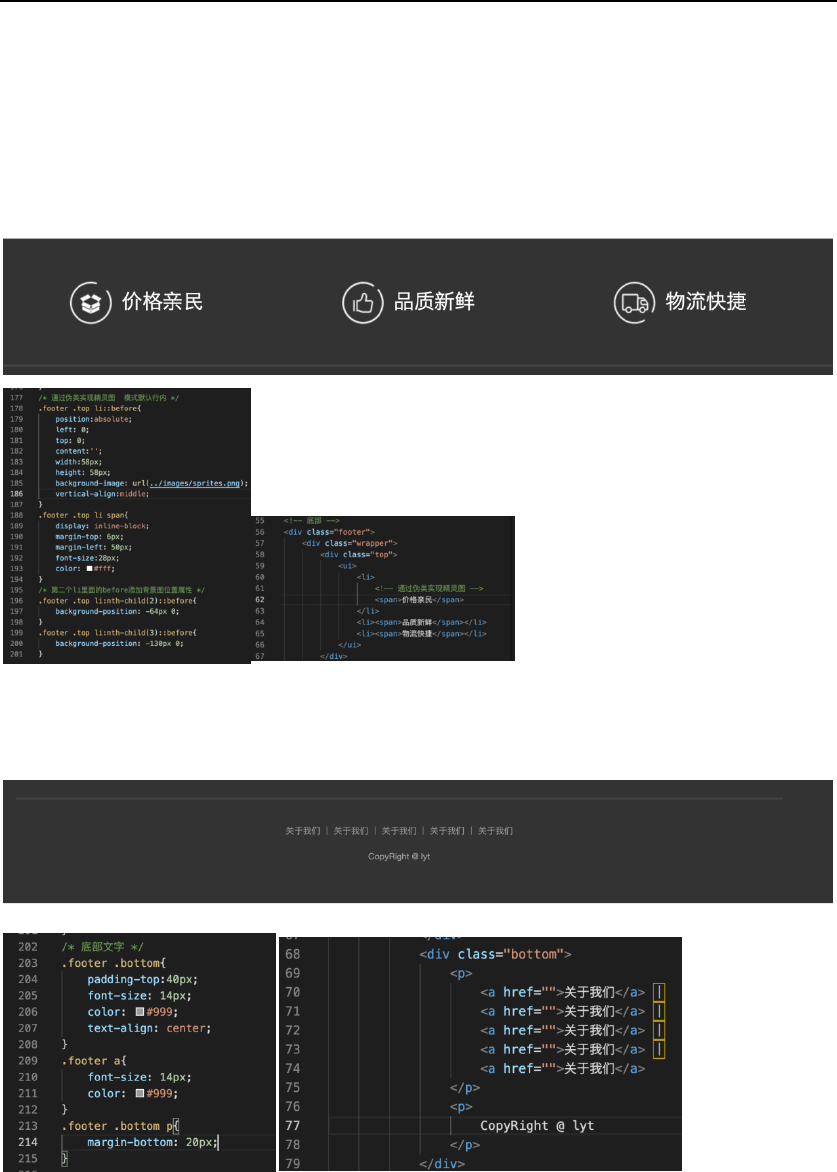 价格亲民 品质新鲜 物流快捷
177 /* 通过伪类实现精灵图 模式默认行内 */
178 .footer .top li::before{
179 position:absolute;
180 left: 0;
181 top: 0;
182 content:'';
183 width:58px;
184 height: 58px;
185 background-image: url(../images/sprites.png);
186 vertical-align:middle;
187 }
188 .footer .top li span{
189 display: inline-block;
190 margin-top: 6px;
191 margin-left: 50px;
192 font-size:28px;
193 color: #fff;
194 }
195 /* 第二个li里面的before添加背景图位置属性 */
196 .footer .top li:nth-child(2)::before{
197 background-position: -64px 0;
198 }
199 .footer .top li:nth-child(3)::before{
200 background-position: -130px 0;
201 }
55 <!-- 底部 -->
56 <div class="footer">
57 <div class="wrapper">
58 <div class="top">
59 <ui>
60 <li>
61 <!-- 通过伪类实现精灵图 -->
62 <span>价格亲民</span>
63 </li>
64 <li><span>品质新鲜</span></li>
65 <li><span>物流快捷</span></li>
66 </ui>
67 </div>
关于我们 | 关于我们 | 关于我们 | 关于我们 | 关于我们
CopyRight @ lyt
202 /* 底部文字 */
203 .footer .bottom{
204 padding-top:40px;
205 font-size: 14px;
206 color: #999;
207 text-align: center;
208 }
209 .footer a{
210 font-size: 14px;
211 color: #999;
212 }
213 .footer .bottom p{
214 margin-bottom: 20px;
215 }
68 <div class="bottom">
69 <p>
70 <a href="">关于我们</a> |
71 <a href="">关于我们</a> |
72 <a href="">关于我们</a> |
73 <a href="">关于我们</a> |
74 <a href="">关于我们</a>
75 </p>
76 <p>
77 CopyRight @ lyt
78 </p>
79 </div>